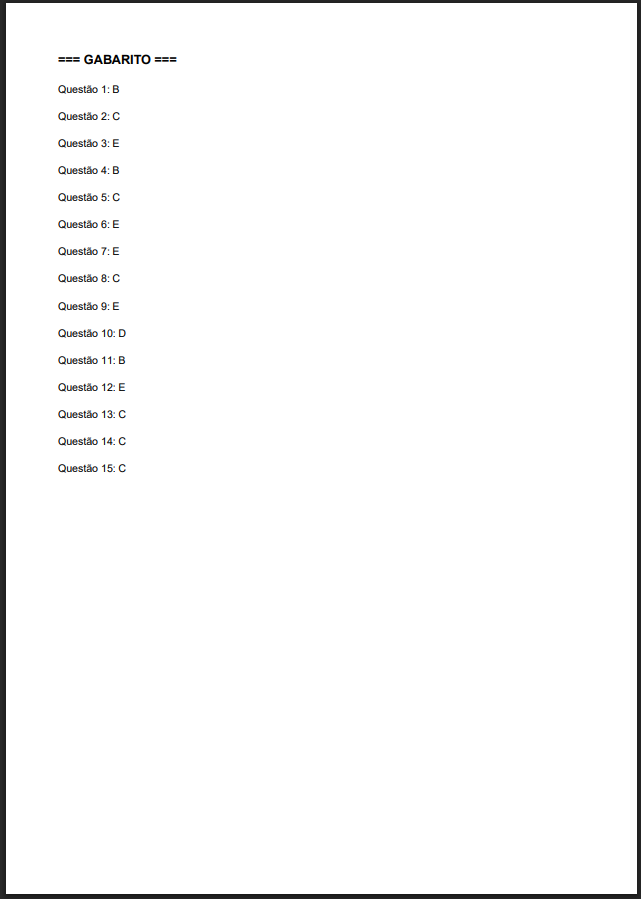 === GABARITO ===
Questão 1: B
Questão 2: C
Questão 3: E
Questão 4: B
Questão 5: C
Questão 6: E
Questão 7: E
Questão 8: C
Questão 9: E
Questão 10: D
Questão 11: B
Questão 12: E
Questão 13: C
Questão 14: C
Questão 15: C